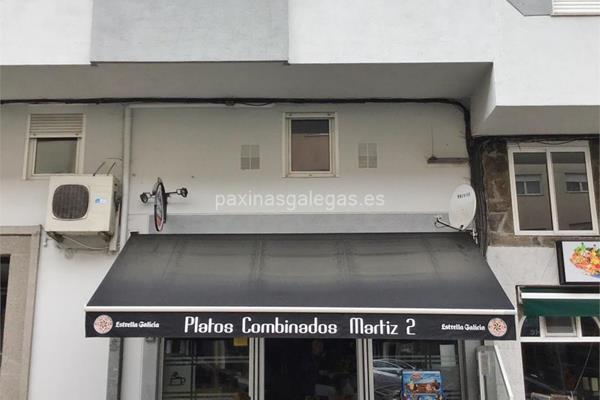 paxinasgalegas.es
Estrella Galicia Platos Combinados Martiz 2 Estrella Galicia